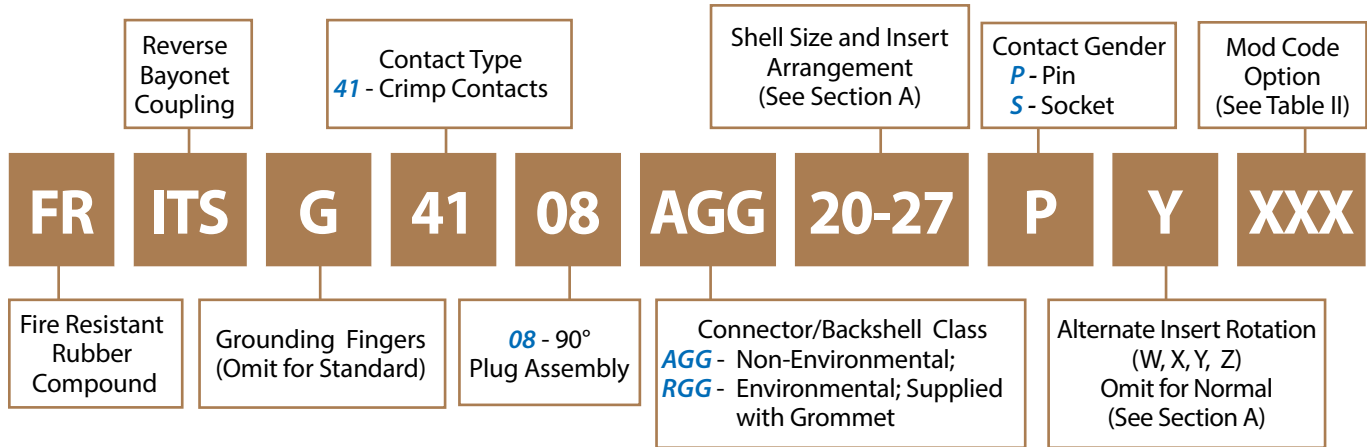 Reverse
Bayonet
Coupling
Contact Type
41 - Crimp Contacts
Shell Size and Insert
Arrangement
(See Section A)
Contact Gender
P - Pin
S - Socket
Mod Code
Option
(See Table II)
FR ITS G 41 08 AGG 20-27 P Y XXX
Fire Resistant
Rubber
Compound
Grounding Fingers
(Omit for Standard)
08 - 90°
Plug Assembly
Connector/Backshell Class
AGG - Non-Environmental;
RGG - Environmental; Supplied
with Grommet
Alternate Insert Rotation
(W, X, Y, Z)
Omit for Normal
(See Section A)